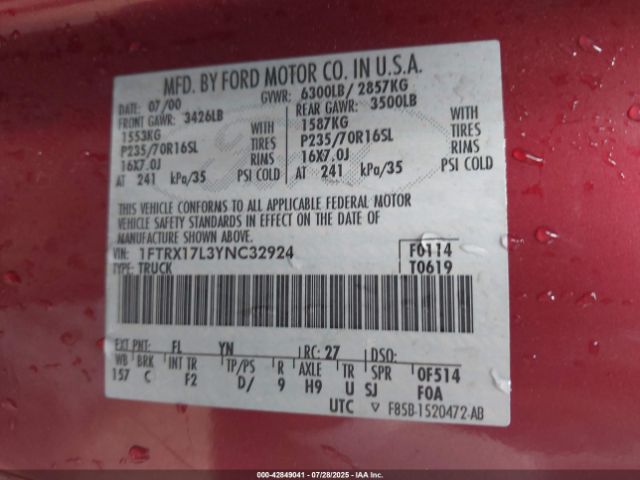 MFD. BY FORD MOTOR CO. IN U.S.A.
DATE: 07/00 GVWR: 6300LB/ 2857KG
FRONT GAWR: 3426LB REAR GAWR: 3500LB
1553KG WITH 1587KG WITH
P235/70R16SL TIRES P235/70R16SL TIRES
16X7.0J RIMS 16X7.0J RIMS
AT 241 kPa/35 PSI COLD AT 241 kPa/35 PSI COLD
THIS VEHICLE CONFORMS TO ALL APPLICABLE FEDERAL MOTOR
VEHICLE SAFETY STANDARDS IN EFFECT ON THE DATE OF
MANUFACTURE SHOWN ABOVE.
VIN: 1FTRX17L3YNC32924 F0114
TYPE: TRUCK T0619
EXT PNT: FL YN RC: 27 DSO:
WB BRK INT TR TP/PS R AXLE TR SPR 0F514
157 C F2 D/ 9 H9 U SJ F0A
UTC F85B-1520472-AB
000-42849041 - 07/28/2025 - IAAI.COM